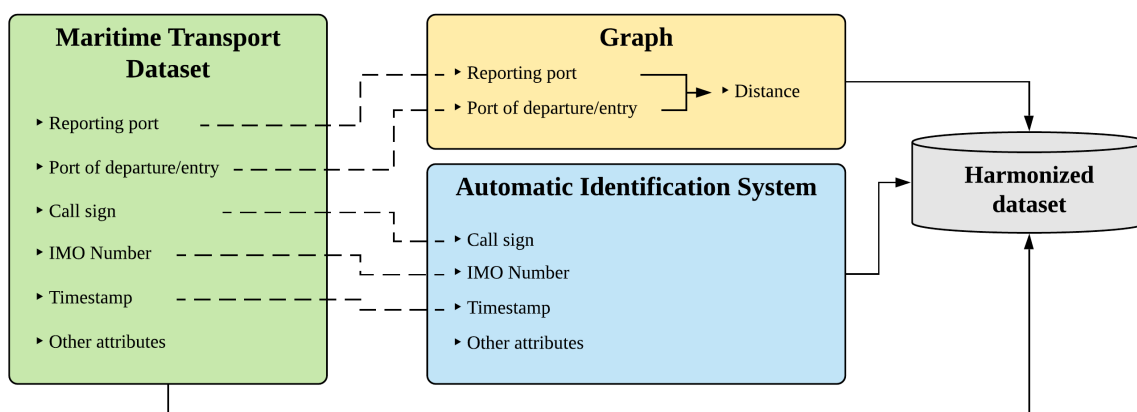 Maritime Transport
Dataset
Reporting port
Port of departure/entry
Call sign
IMO Number
Timestamp
Other attributes
Graph
Reporting port
Port of departure/entry
Distance
Automatic Identification System
Call sign
IMO Number
Timestamp
Other attributes
Harmonized
dataset